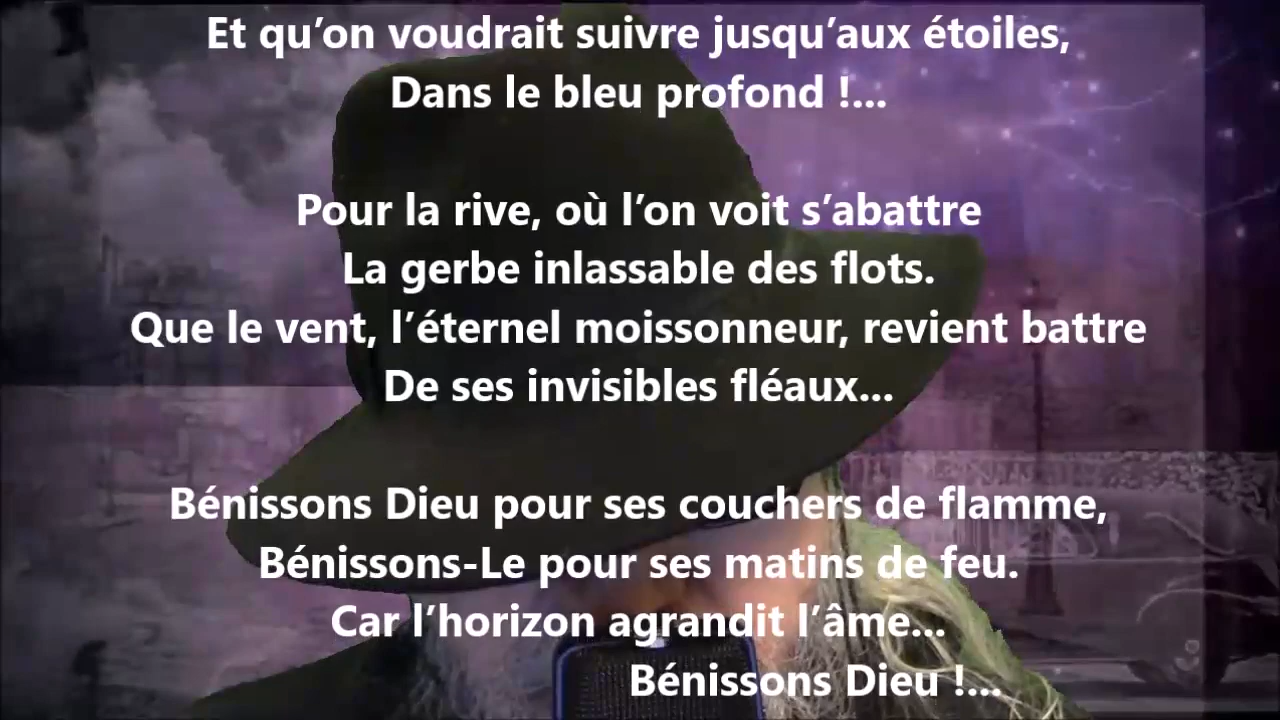 Et qu’on voudrait suivre jusqu’aux étoiles,
Dans le bleu profond !...
Pour la rive, où l’on voit s’abattre
La gerbe inlassable des flots.
Que le vent, l’éternel moissonneur, revient battre
De ses invisibles fléaux...
Bénissons Dieu pour ses couchers de flamme,
Bénissons-Le pour ses matins de feu.
Car l’horizon agrandit l’âme...
Bénissons Dieu !...